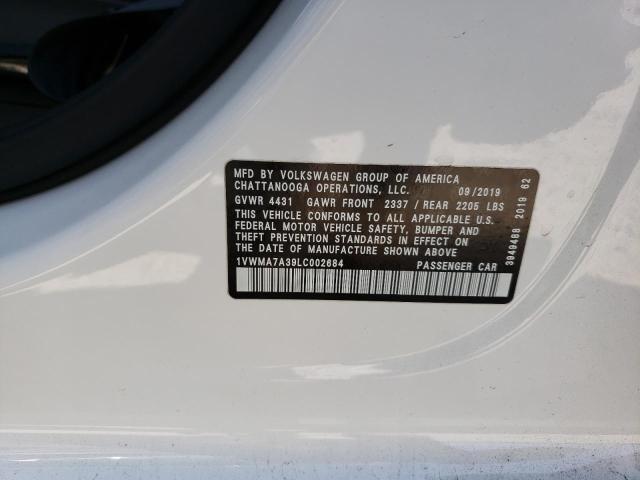 MFD BY VOLKSWAGEN GROUP OF AMERICA
CHATTANOOGA OPERATIONS, LLC. 09/2019
GVWR 4431 GAWR FRONT 2337 / REAR 2205 LBS
THIS VEHICLE CONFORMS TO ALL APPLICABLE U.S.
FEDERAL MOTOR VEHICLE SAFETY, BUMPER AND
THEFT PREVENTION STANDARDS IN EFFECT ON
THE DATE OF MANUFACTURE SHOWN ABOVE
1VWMA7A39LC002684 PASSENGER CAR
3949488 2019 62